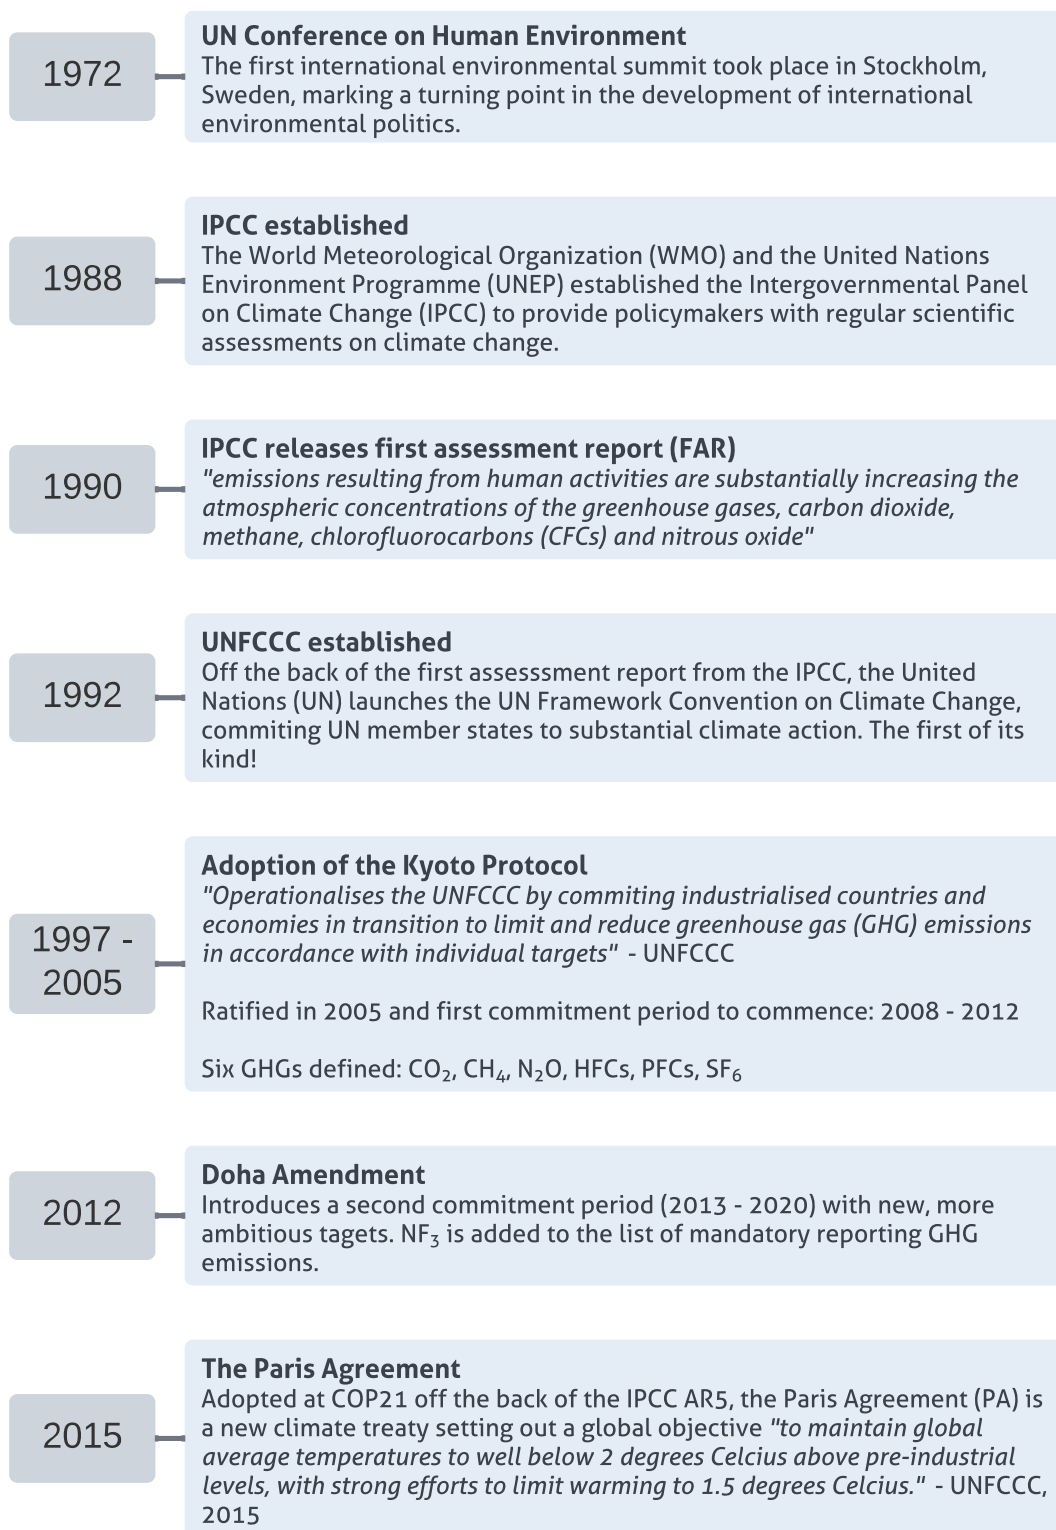 1972
UN Conference on Human Environment
The first international environmental summit took place in Stockholm,
Sweden, marking a turning point in the development of international
environmental politics.
1988
IPCC established
The World Meteorological Organization (WMO) and the United Nations
Environment Programme (UNEP) established the Intergovernmental Panel
on Climate Change (IPCC) to provide policymakers with regular scientific
assessments on climate change.
1990
IPCC releases first assessment report (FAR)
"emissions resulting from human activities are substantially increasing the
atmospheric concentrations of the greenhouse gases, carbon dioxide,
methane, chlorofluorocarbons (CFCs) and nitrous oxide"
1992
UNFCCC established
Off the back of the first assesssment report from the IPCC, the United
Nations (UN) launches the UN Framework Convention on Climate Change,
commiting UN member states to substantial climate action. The first of its
kind!
1997 -
2005
Adoption of the Kyoto Protocol
"Operationalises the UNFCCC by commiting industrialised countries and
economies in transition to limit and reduce greenhouse gas (GHG) emissions
in accordance with individual targets" - UNFCCC
Ratified in 2005 and first commitment period to commence: 2008 - 2012
Six GHGs defined: CO₂, CH₄, N₂O, HFCs, PFCs, SF₆
2012
Doha Amendment
Introduces a second commitment period (2013 - 2020) with new, more
ambitious tagets. NF₃ is added to the list of mandatory reporting GHG
emissions.
2015
The Paris Agreement
Adopted at COP21 off the back of the IPCC AR5, the Paris Agreement (PA) is
a new climate treaty setting out a global objective "to maintain global
average temperatures to well below 2 degrees Celcius above pre-industrial
levels, with strong efforts to limit warming to 1.5 degrees Celcius." - UNFCCC,
2015